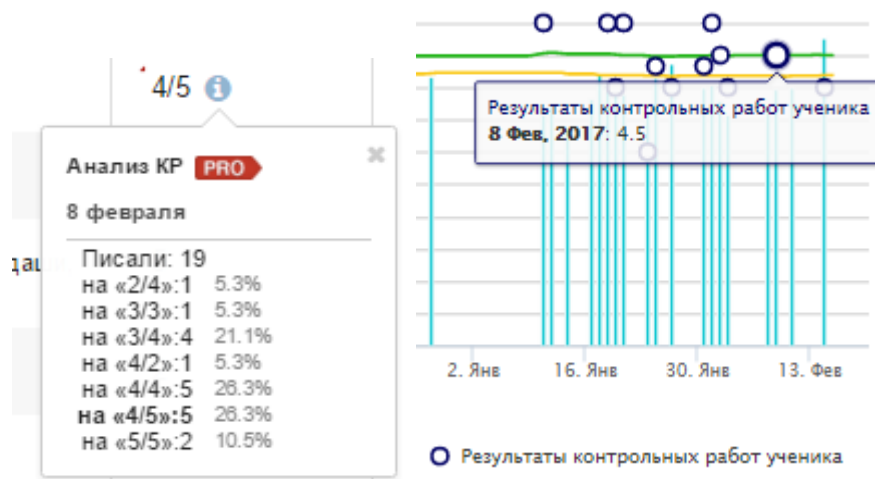 4/5
Анализ КР PRO
8 февраля
Писали: 19
на «2/4»:1 5.3%
на «3/3»:1 5.3%
на «3/4»:4 21.1%
на «4/2»:1 5.3%
на «4/4»:5 26.3%
на «4/5»:5 26.3%
на «5/5»:2 10.5%
Результаты контрольных работ ученика
8 Фев, 2017: 4.5
2. Янв 16. Янв 30. Янв 13. Фев
Результаты контрольных работ ученика